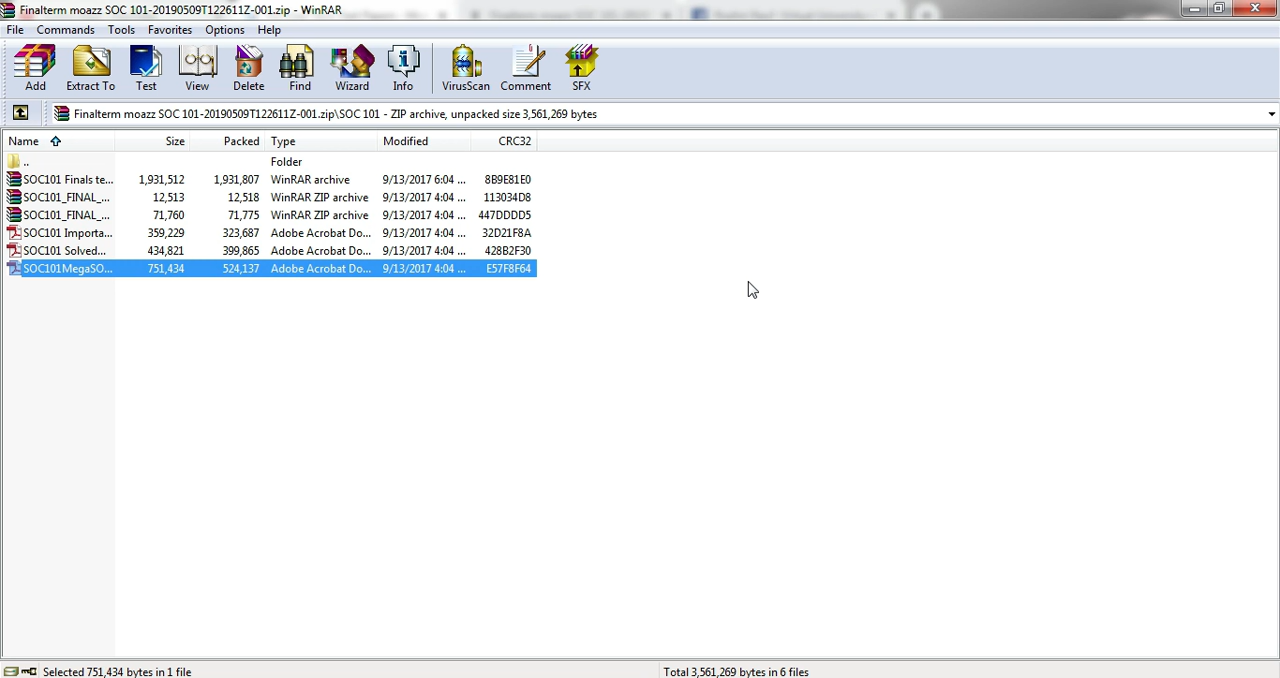 Finalterm moazz SOC 101-20190509T122611Z-001.zip - WinRAR
File Commands Tools Favorites Options Help
Add Extract To Test View Delete Find Wizard Info VirusScan Comment SFX
Finalterm moazz SOC 101-20190509T122611Z-001.zip\SOC 101 - ZIP archive, unpacked size 3,561,269 bytes
Name Size Packed Type Modified CRC32
.. Folder
SOC101 Finals te... 1,931,512 1,931,807 WinRAR archive 9/13/2017 6:04 ... 8B9E81E0
SOC101_FINAL_... 12,513 12,518 WinRAR ZIP archive 9/13/2017 4:04 ... 113034D8
SOC101_FINAL_... 71,760 71,775 WinRAR ZIP archive 9/13/2017 4:04 ... 447DDDD5
SOC101 Importa... 359,229 323,687 Adobe Acrobat Do... 9/13/2017 4:04 ... 32D21F8A
SOC101 Solved... 434,821 399,865 Adobe Acrobat Do... 9/13/2017 4:04 ... 428B2F30
SOC101MegaSO... 751,434 524,137 Adobe Acrobat Do... 9/13/2017 4:04 ... E57F8F64
Selected 751,434 bytes in 1 file Total 3,561,269 bytes in 6 files